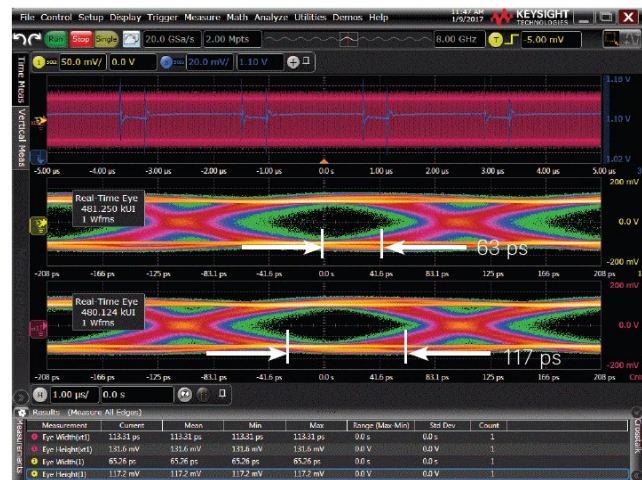 11:47 AM
1/9/2017
File Control Setup Display Trigger Measure Math Analyze Utilities Demos Help
KEYSIGHT
TECHNOLOGIES
Run Stop Single 20.0 GSa/s 2.00 Mpts 8.00 GHz T -5.00 mV
1 50.0 mV/ 0.0 V 20.0 mV/ 1.10 V
Time Meas
Vertical Meas
1.18 V
1.10 V
1.02 V
-5.00 µs -4.00 µs -3.00 µs -2.00 µs -1.00 µs 0.0 s 1.00 µs 2.00 µs 3.00 µs 4.00 µs 5.00 µs
200 mV
Real-Time Eye
481.250 kUI
1 Wfms
0.0 V
63 ps
-200 mV
-208 ps -166 ps -125 ps -83.1 ps -41.6 ps 0.0 s 41.6 ps 83.1 ps 125 ps 166 ps 208 ps
200 mV
Real-Time Eye
480.124 kUI
1 Wfms
0.0 V
117 ps
-200 mV
-208 ps -166 ps -125 ps -83.1 ps -41.6 ps 0.0 s 41.6 ps 83.1 ps 125 ps 166 ps 208 ps
H 1.00 µs/ 0.0 s
Results (Measure All Edges)
Measurements
Crosstalk
Measurement Current Mean Min Max Range (Max-Min) Std Dev Count
Eye Width(xt1) 113.31 ps 113.31 ps 113.31 ps 113.31 ps 0.0 s 0.0 s 1
Eye Height(xt1) 131.6 mV 131.6 mV 131.6 mV 131.6 mV 0.0 V 0.0 V 1
Eye Width(1) 65.26 ps 65.26 ps 65.26 ps 65.26 ps 0.0 s 0.0 s 1
Eye Height(1) 117.2 mV 117.2 mV 117.2 mV 117.2 mV 0.0 V 0.0 V 1